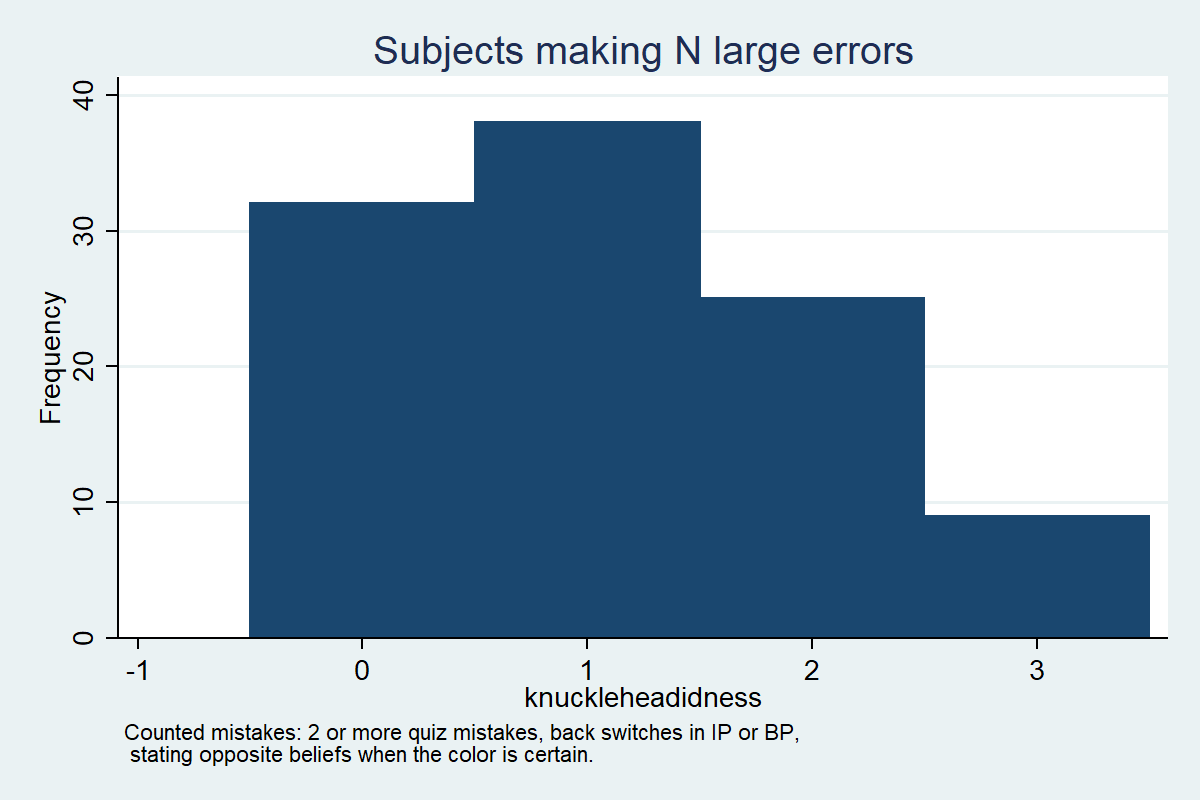 Subjects making N large errors
40
30
20
10
0
Frequency
-1 0 1 2 3
knuckleheadidness
Counted mistakes: 2 or more quiz mistakes, back switches in IP or BP,
stating opposite beliefs when the color is certain.